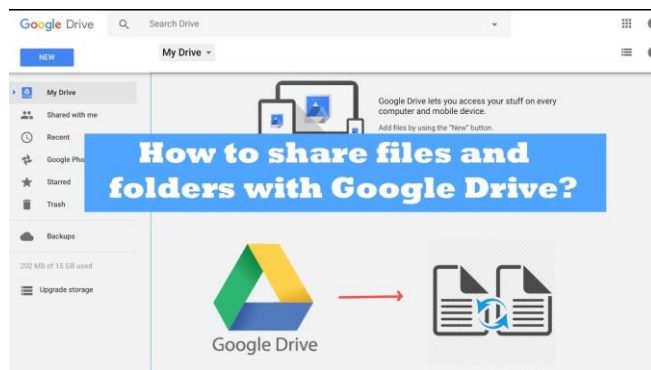 Google Drive
Search Drive
NEW
My Drive
My Drive
Shared with me
Recent
Google Pho
Starred
Trash
Backups
202 MB of 15 GB used
Upgrade storage
Google Drive lets you access your stuff on every
computer and mobile device.
Add files by using the "New" button.
How to share files and
folders with Google Drive?
Google Drive